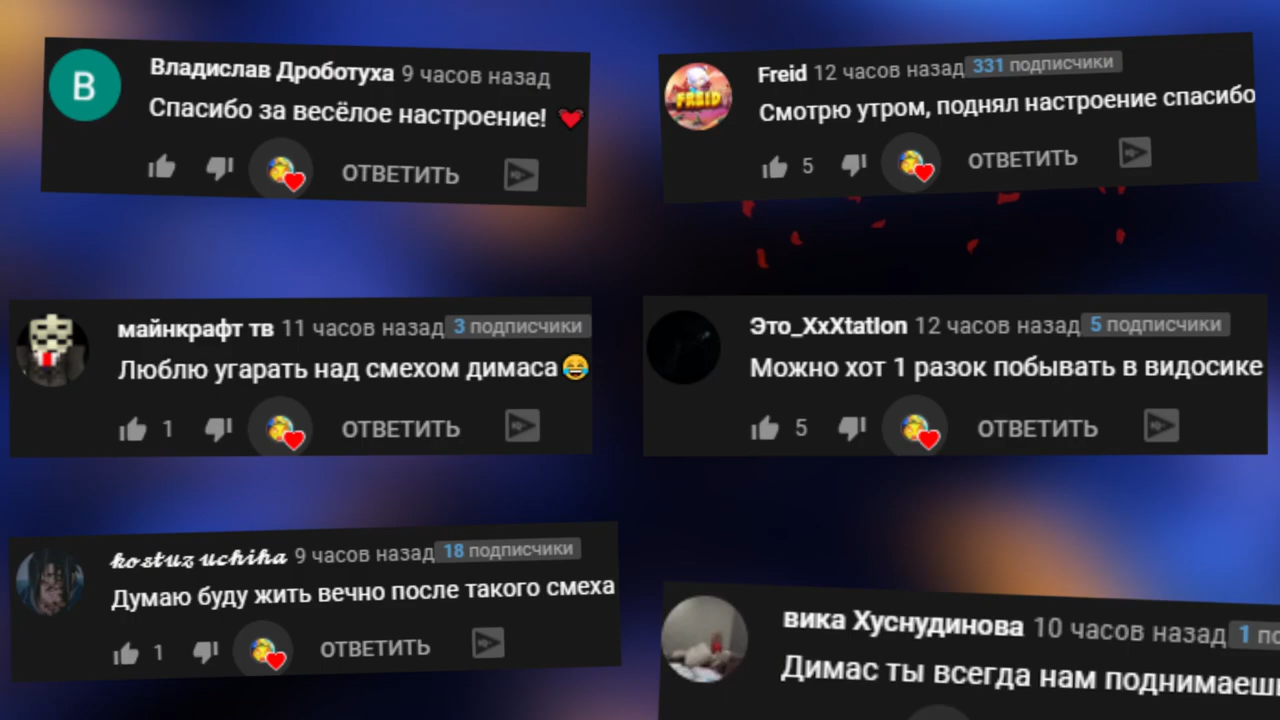 В
Владислав Дроботуха 9 часов назад
Спасибо за весёлое настроение! ❤️
ОТВЕТИТЬ
FREID
Freid 12 часов назад 331 подписчики
Смотрю утром, поднял настроение спасибо
5 ОТВЕТИТЬ
майнкрафт тв 11 часов назад 3 подписчики
Люблю угарать над смехом димаса😂
1 ОТВЕТИТЬ
Это_XxXtatIon 12 часов назад 5 подписчики
Можно хот 1 разок побывать в видосике
5 ОТВЕТИТЬ
kostuz uchiha 9 часов назад 18 подписчики
Думаю буду жить вечно после такого смеха
1 ОТВЕТИТЬ
вика Хуснудинова 10 часов назад 1
Димас ты всегда нам